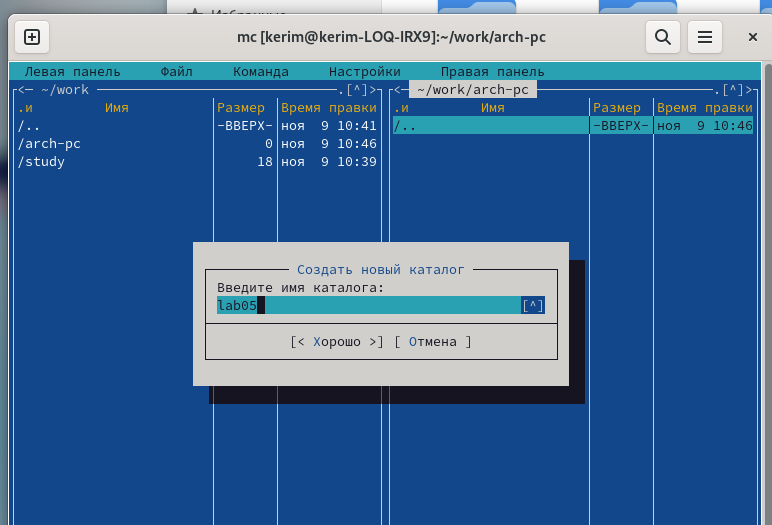 Избранные
mc [kerim@kerim-LOQ-IRX9]:~/work/arch-pc
Левая панель Файл Команда Настройки Правая панель
<─ ~/work .[^]>
.и Имя Размер Время правки
/.. -ВВЕРХ- ноя 9 10:41
/arch-pc 0 ноя 9 10:46
/study 18 ноя 9 10:39
<─ ~/work/arch-pc .[^]>
.и Имя Размер Время правки
/.. -ВВЕРХ- ноя 9 10:46
Создать новый каталог
Введите имя каталога:
lab05 [^]
[< Хорошо >] [ Отмена ]